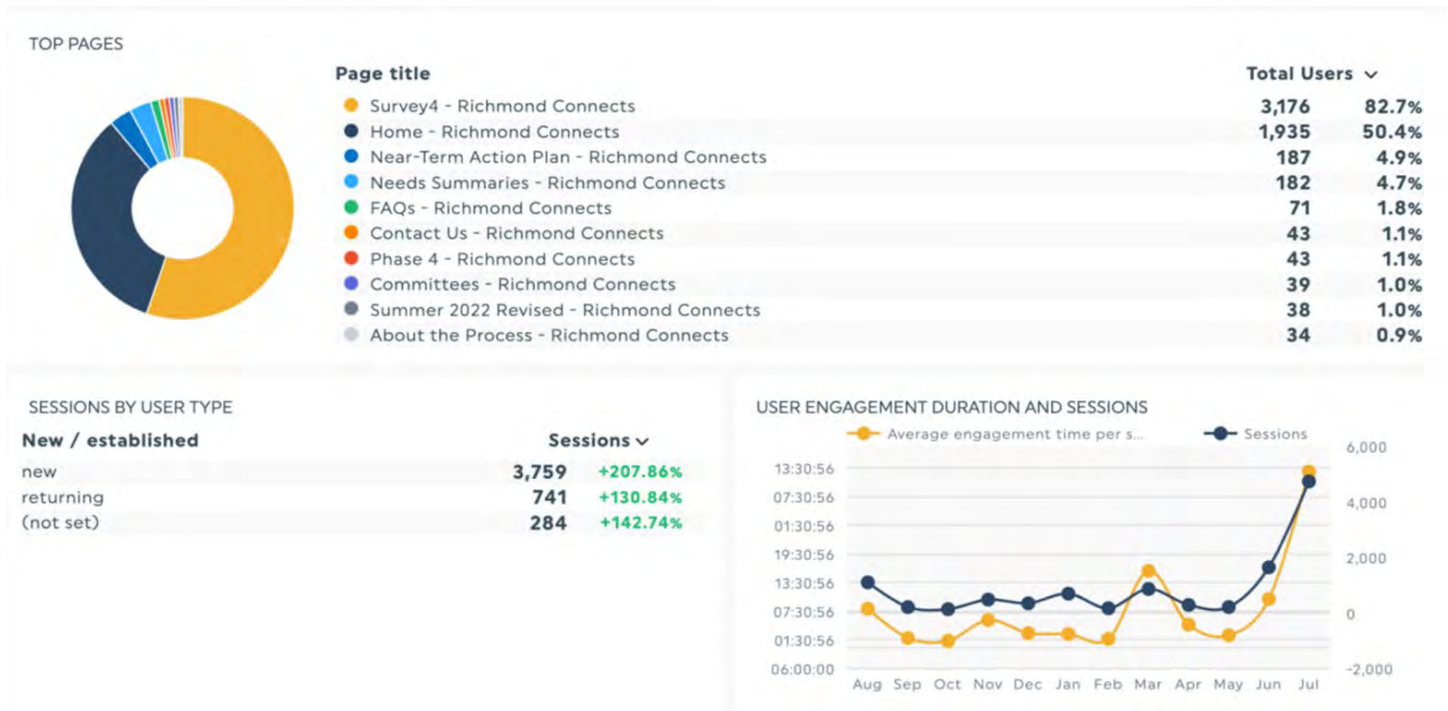 TOP PAGES
Page title Total Users
Survey4 - Richmond Connects 3,176 82.7%
Home - Richmond Connects 1,935 50.4%
Near-Term Action Plan - Richmond Connects 187 4.9%
Needs Summaries - Richmond Connects 182 4.7%
FAQs - Richmond Connects 71 1.8%
Contact Us - Richmond Connects 43 1.1%
Phase 4 - Richmond Connects 43 1.1%
Committees - Richmond Connects 39 1.0%
Summer 2022 Revised - Richmond Connects 38 1.0%
About the Process - Richmond Connects 34 0.9%
SESSIONS BY USER TYPE
New / established Sessions
new 3,759 +207.86%
returning 741 +130.84%
(not set) 284 +142.74%
USER ENGAGEMENT DURATION AND SESSIONS
Average engagement time per s... Sessions
13:30:56
07:30:56
01:30:56
19:30:56
13:30:56
07:30:56
01:30:56
06:00:00
6,000
4,000
2,000
0
-2,000
Aug Sep Oct Nov Dec Jan Feb Mar Apr May Jun Jul